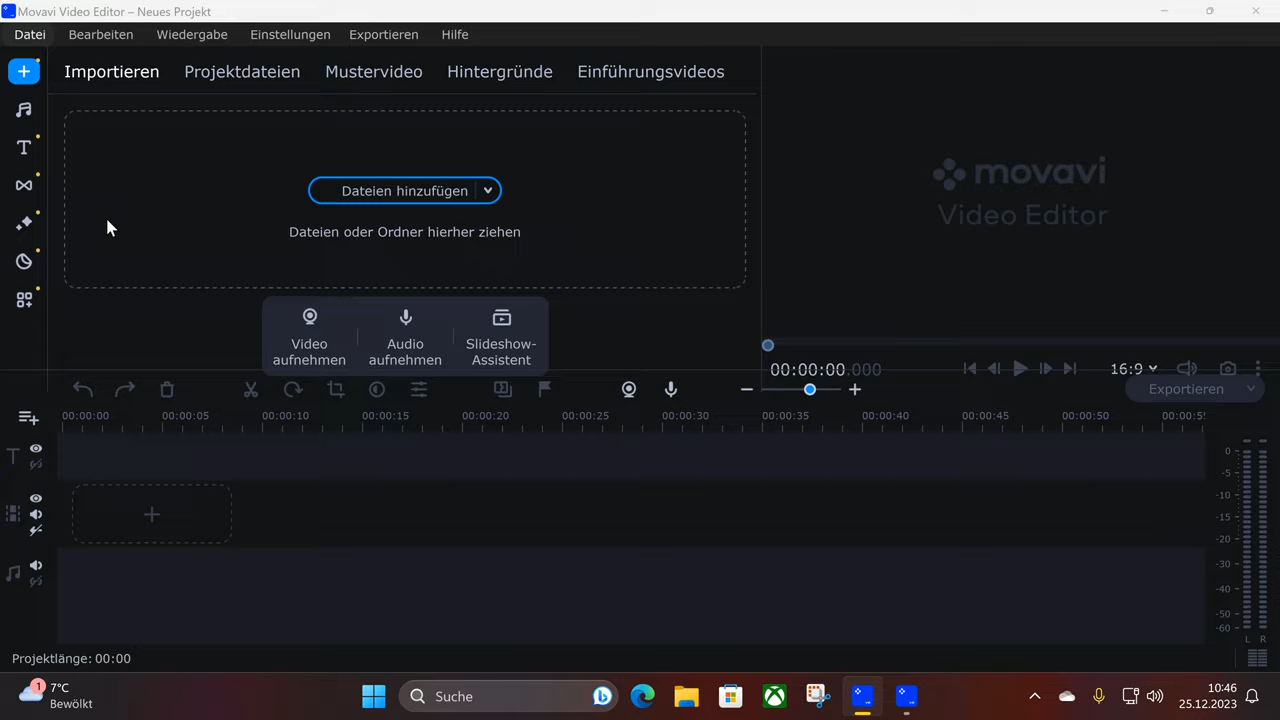 Movavi Video Editor – Neues Projekt
Datei Bearbeiten Wiedergabe Einstellungen Exportieren Hilfe
Importieren Projektdateien Mustervideo Hintergründe Einführungsvideos
Dateien hinzufügen
Dateien oder Ordner hierher ziehen
movavi
Video Editor
Video aufnehmen
Audio aufnehmen
Slideshow-Assistent
00:00:00.000
16:9
Exportieren
00:00:00 00:00:05 00:00:10 00:00:15 00:00:20 00:00:25 00:00:30 00:00:35 00:00:40 00:00:45 00:00:50 00:00:55
0
-5
-10
-15
-20
-30
-40
-50
-60
L R
Projektlänge: 00:00
1
7°C
Bewölkt
Suche
10:46
25.12.2023